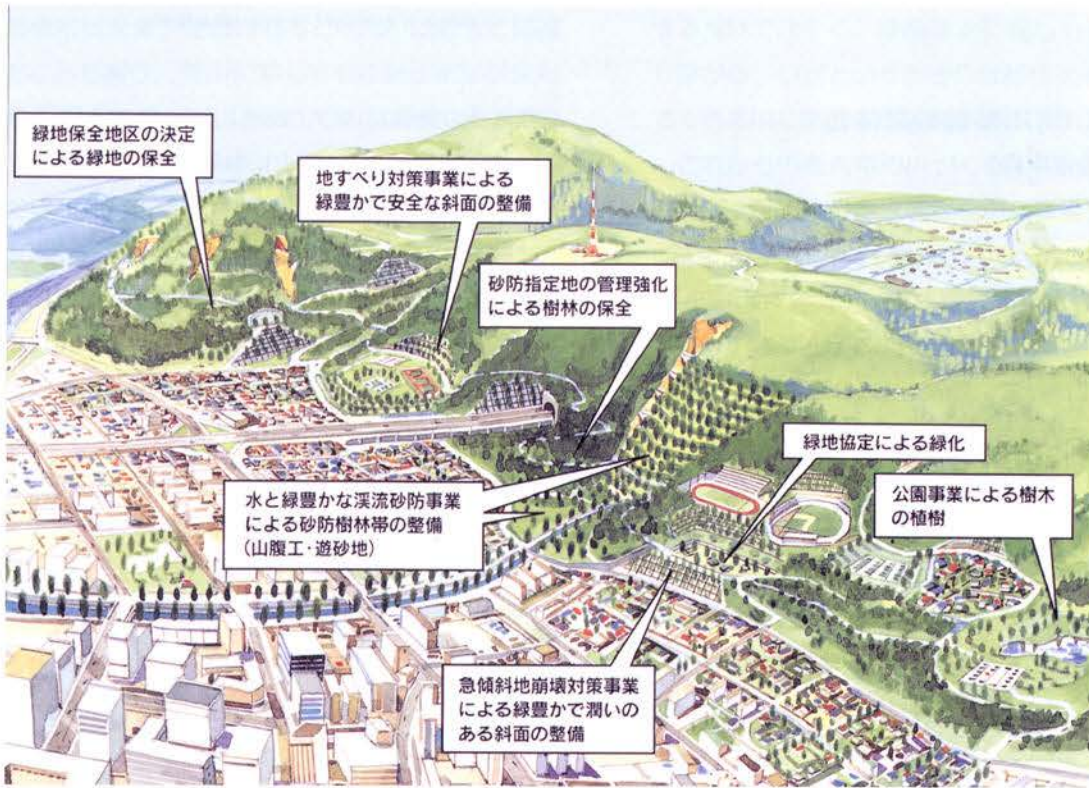 緑地保全地区の決定
による緑地の保全
地すべり対策事業による
緑豊かで安全な斜面の整備
砂防指定地の管理強化
による樹林の保全
緑地協定による緑化
公園事業による樹木
の植樹
水と緑豊かな渓流砂防事業
による砂防樹林帯の整備
(山腹工・遊砂地)
急傾斜地崩壊対策事業
による緑豊かで潤いの
ある斜面の整備